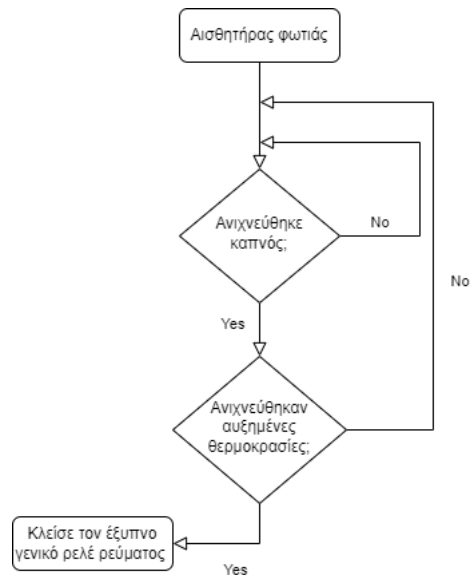 Αισθητήρας φωτιάς
Ανιχνεύθηκε
καπνός;
No
No
Yes
Ανιχνεύθηκαν
αυξημένες
θερμοκρασίες;
Κλείσε τον έξυπνο
γενικό ρελέ ρεύματος
Yes